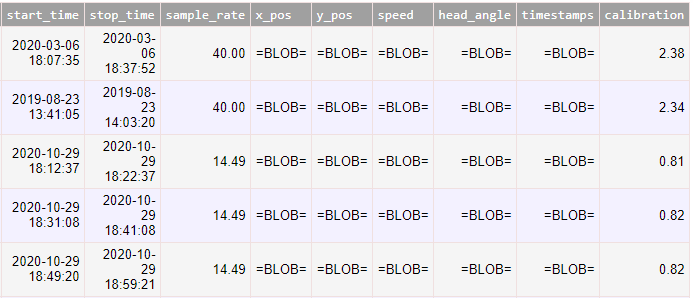 start_time stop_time sample_rate x_pos y_pos speed head_angle timestamps calibration
2020-03-06 18:07:35 2020-03-06 18:37:52 40.00 =BLOB= =BLOB= =BLOB= =BLOB= =BLOB= 2.38
2019-08-23 13:41:05 2019-08-23 14:03:20 40.00 =BLOB= =BLOB= =BLOB= =BLOB= =BLOB= 2.34
2020-10-29 18:12:37 2020-10-29 18:22:37 14.49 =BLOB= =BLOB= =BLOB= =BLOB= =BLOB= 0.81
2020-10-29 18:31:08 2020-10-29 18:41:08 14.49 =BLOB= =BLOB= =BLOB= =BLOB= =BLOB= 0.82
2020-10-29 18:49:20 2020-10-29 18:59:21 14.49 =BLOB= =BLOB= =BLOB= =BLOB= =BLOB= 0.82